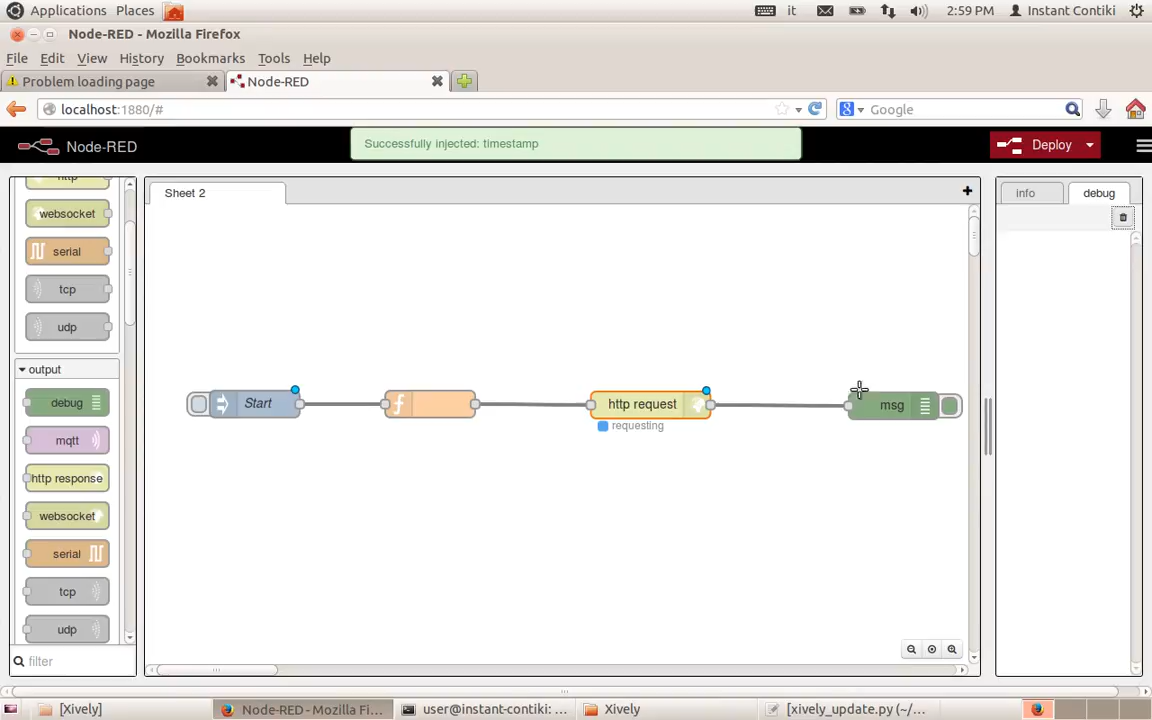 Applications Places it 2:59 PM Instant Contiki
Node-RED - Mozilla Firefox
File Edit View History Bookmarks Tools Help
Problem loading page Node-RED
localhost:1880/# Google
Node-RED Successfully injected: timestamp Deploy
http
Sheet 2 + info debug
websocket
serial
tcp
udp
output
debug
mqtt
http response
websocket
serial
tcp
udp
filter
Start f http request msg
requesting
[Xively] Node-RED - Mozilla Fi... user@instant-contiki: ... Xively [xively_update.py (~/...